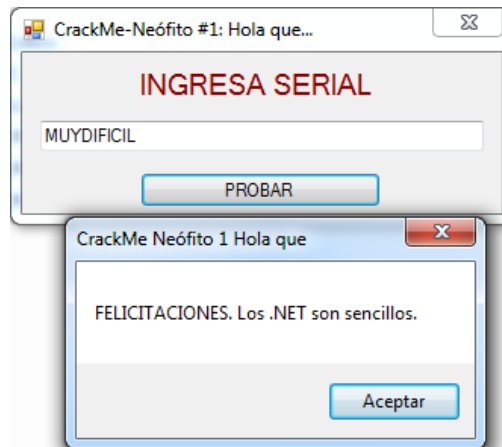 CrackMe-Neófito #1: Hola que...
INGRESA SERIAL
MUYDIFICIL
PROBAR
CrackMe Neófito 1 Hola que
FELICITACIONES. Los .NET son sencillos.
Aceptar